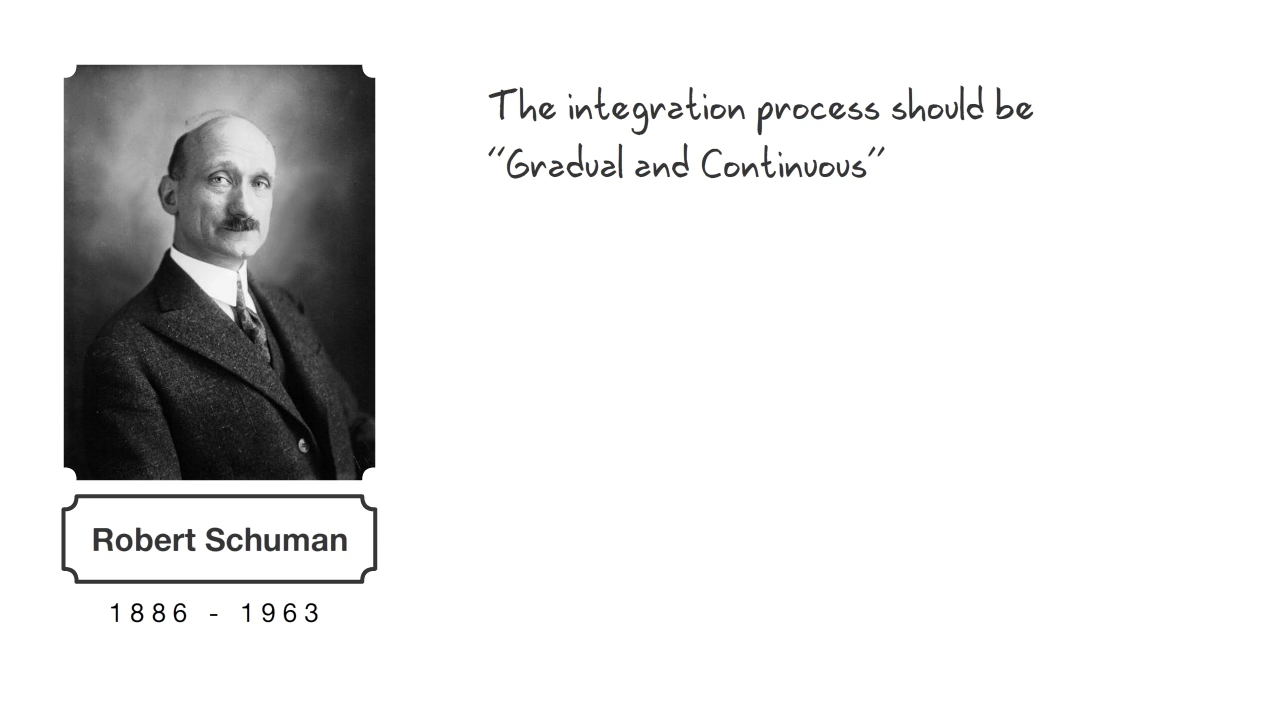 The integration process should be
"Gradual and Continuous"
Robert Schuman
1886 - 1963